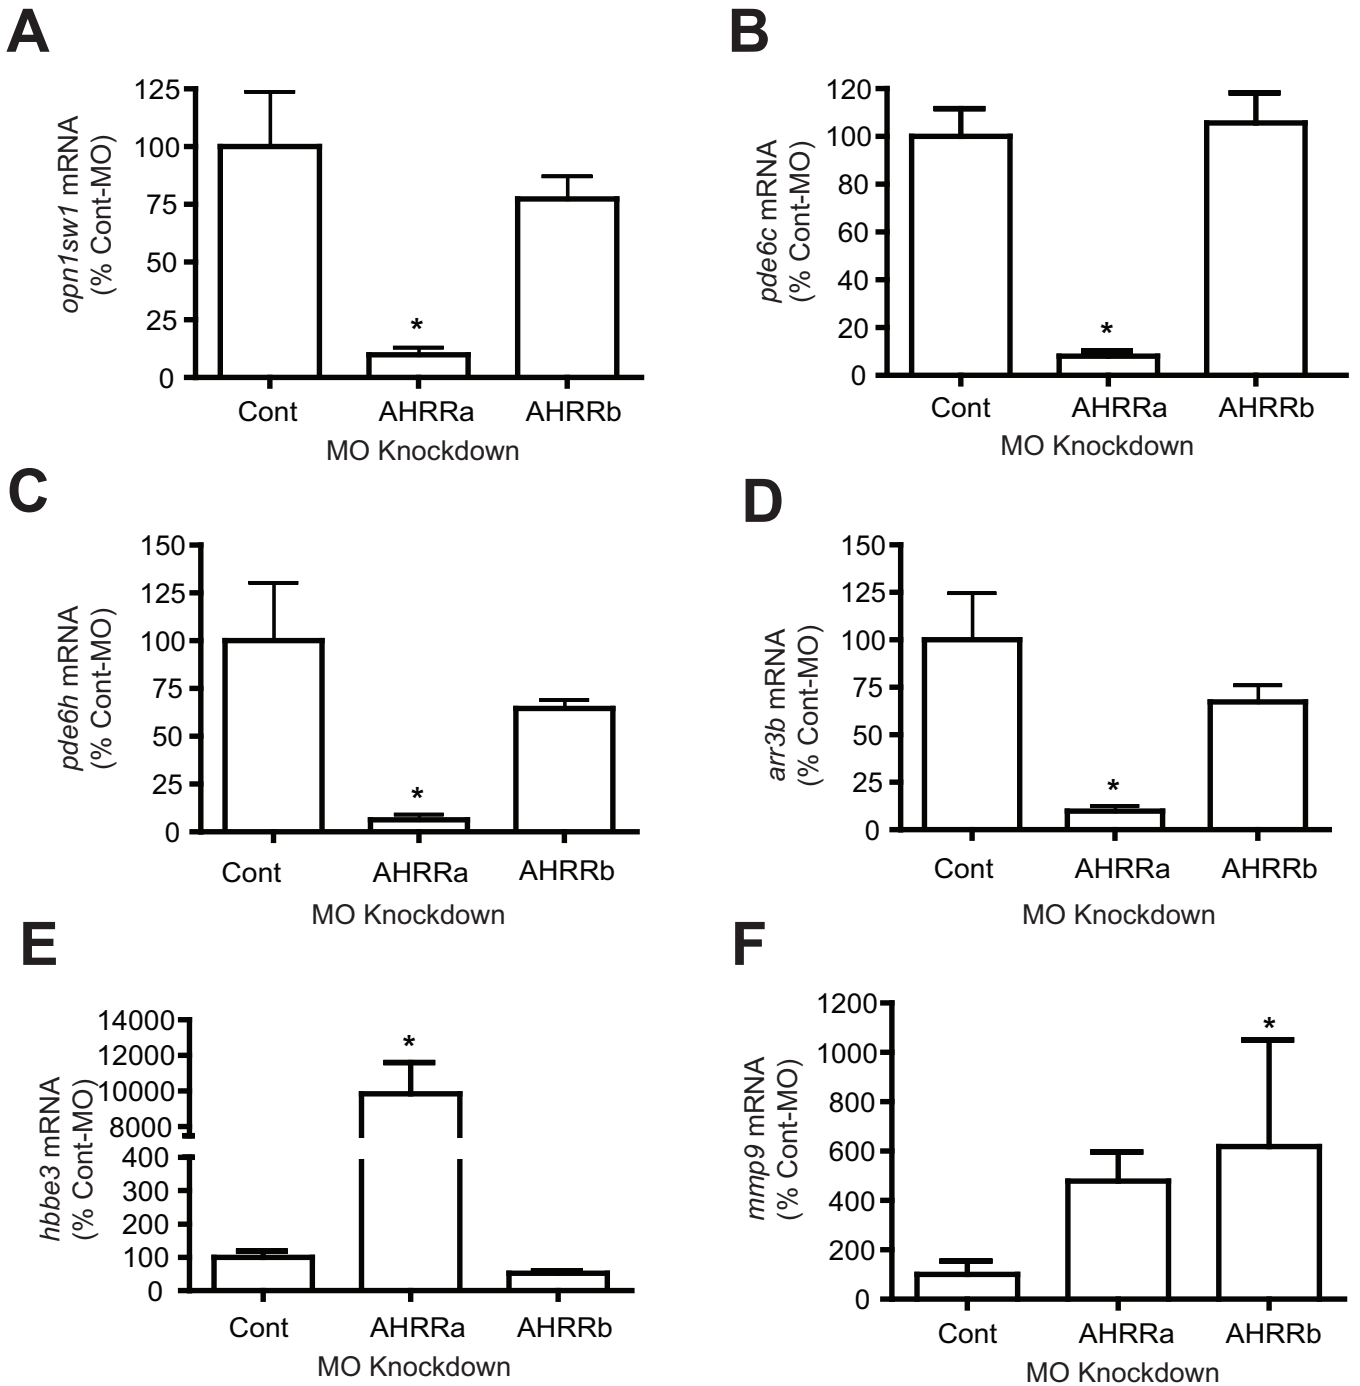 A
opn1sw1 mRNA
(% Cont-MO)
125
100
75
50
25
0
*
Cont AHRRa AHRRb
MO Knockdown
B
pde6c mRNA
(% Cont-MO)
120
100
80
60
40
20
0
*
Cont AHRRa AHRRb
MO Knockdown
C
pde6h mRNA
(% Cont-MO)
150
125
100
75
50
25
0
*
Cont AHRRa AHRRb
MO Knockdown
D
arr3b mRNA
(% Cont-MO)
150
125
100
75
50
25
0
*
Cont AHRRa AHRRb
MO Knockdown
E
hbbe3 mRNA
(% Cont-MO)
14000
12000
10000
8000
400
300
200
100
0
*
Cont AHRRa AHRRb
MO Knockdown
F
mmp9 mRNA
(% Cont-MO)
1200
1000
800
600
400
200
0
*
Cont AHRRa AHRRb
MO Knockdown